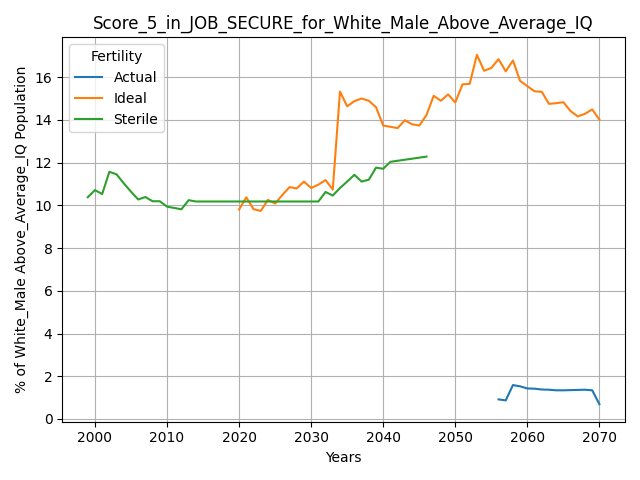 Score_5_in_JOB_SECURE_for_White_Male_Above_Average_IQ
% of White_Male Above_Average_IQ Population
16
14
12
10
8
6
4
2
0
Fertility
Actual
Ideal
Sterile
2000 2010 2020 2030 2040 2050 2060 2070
Years